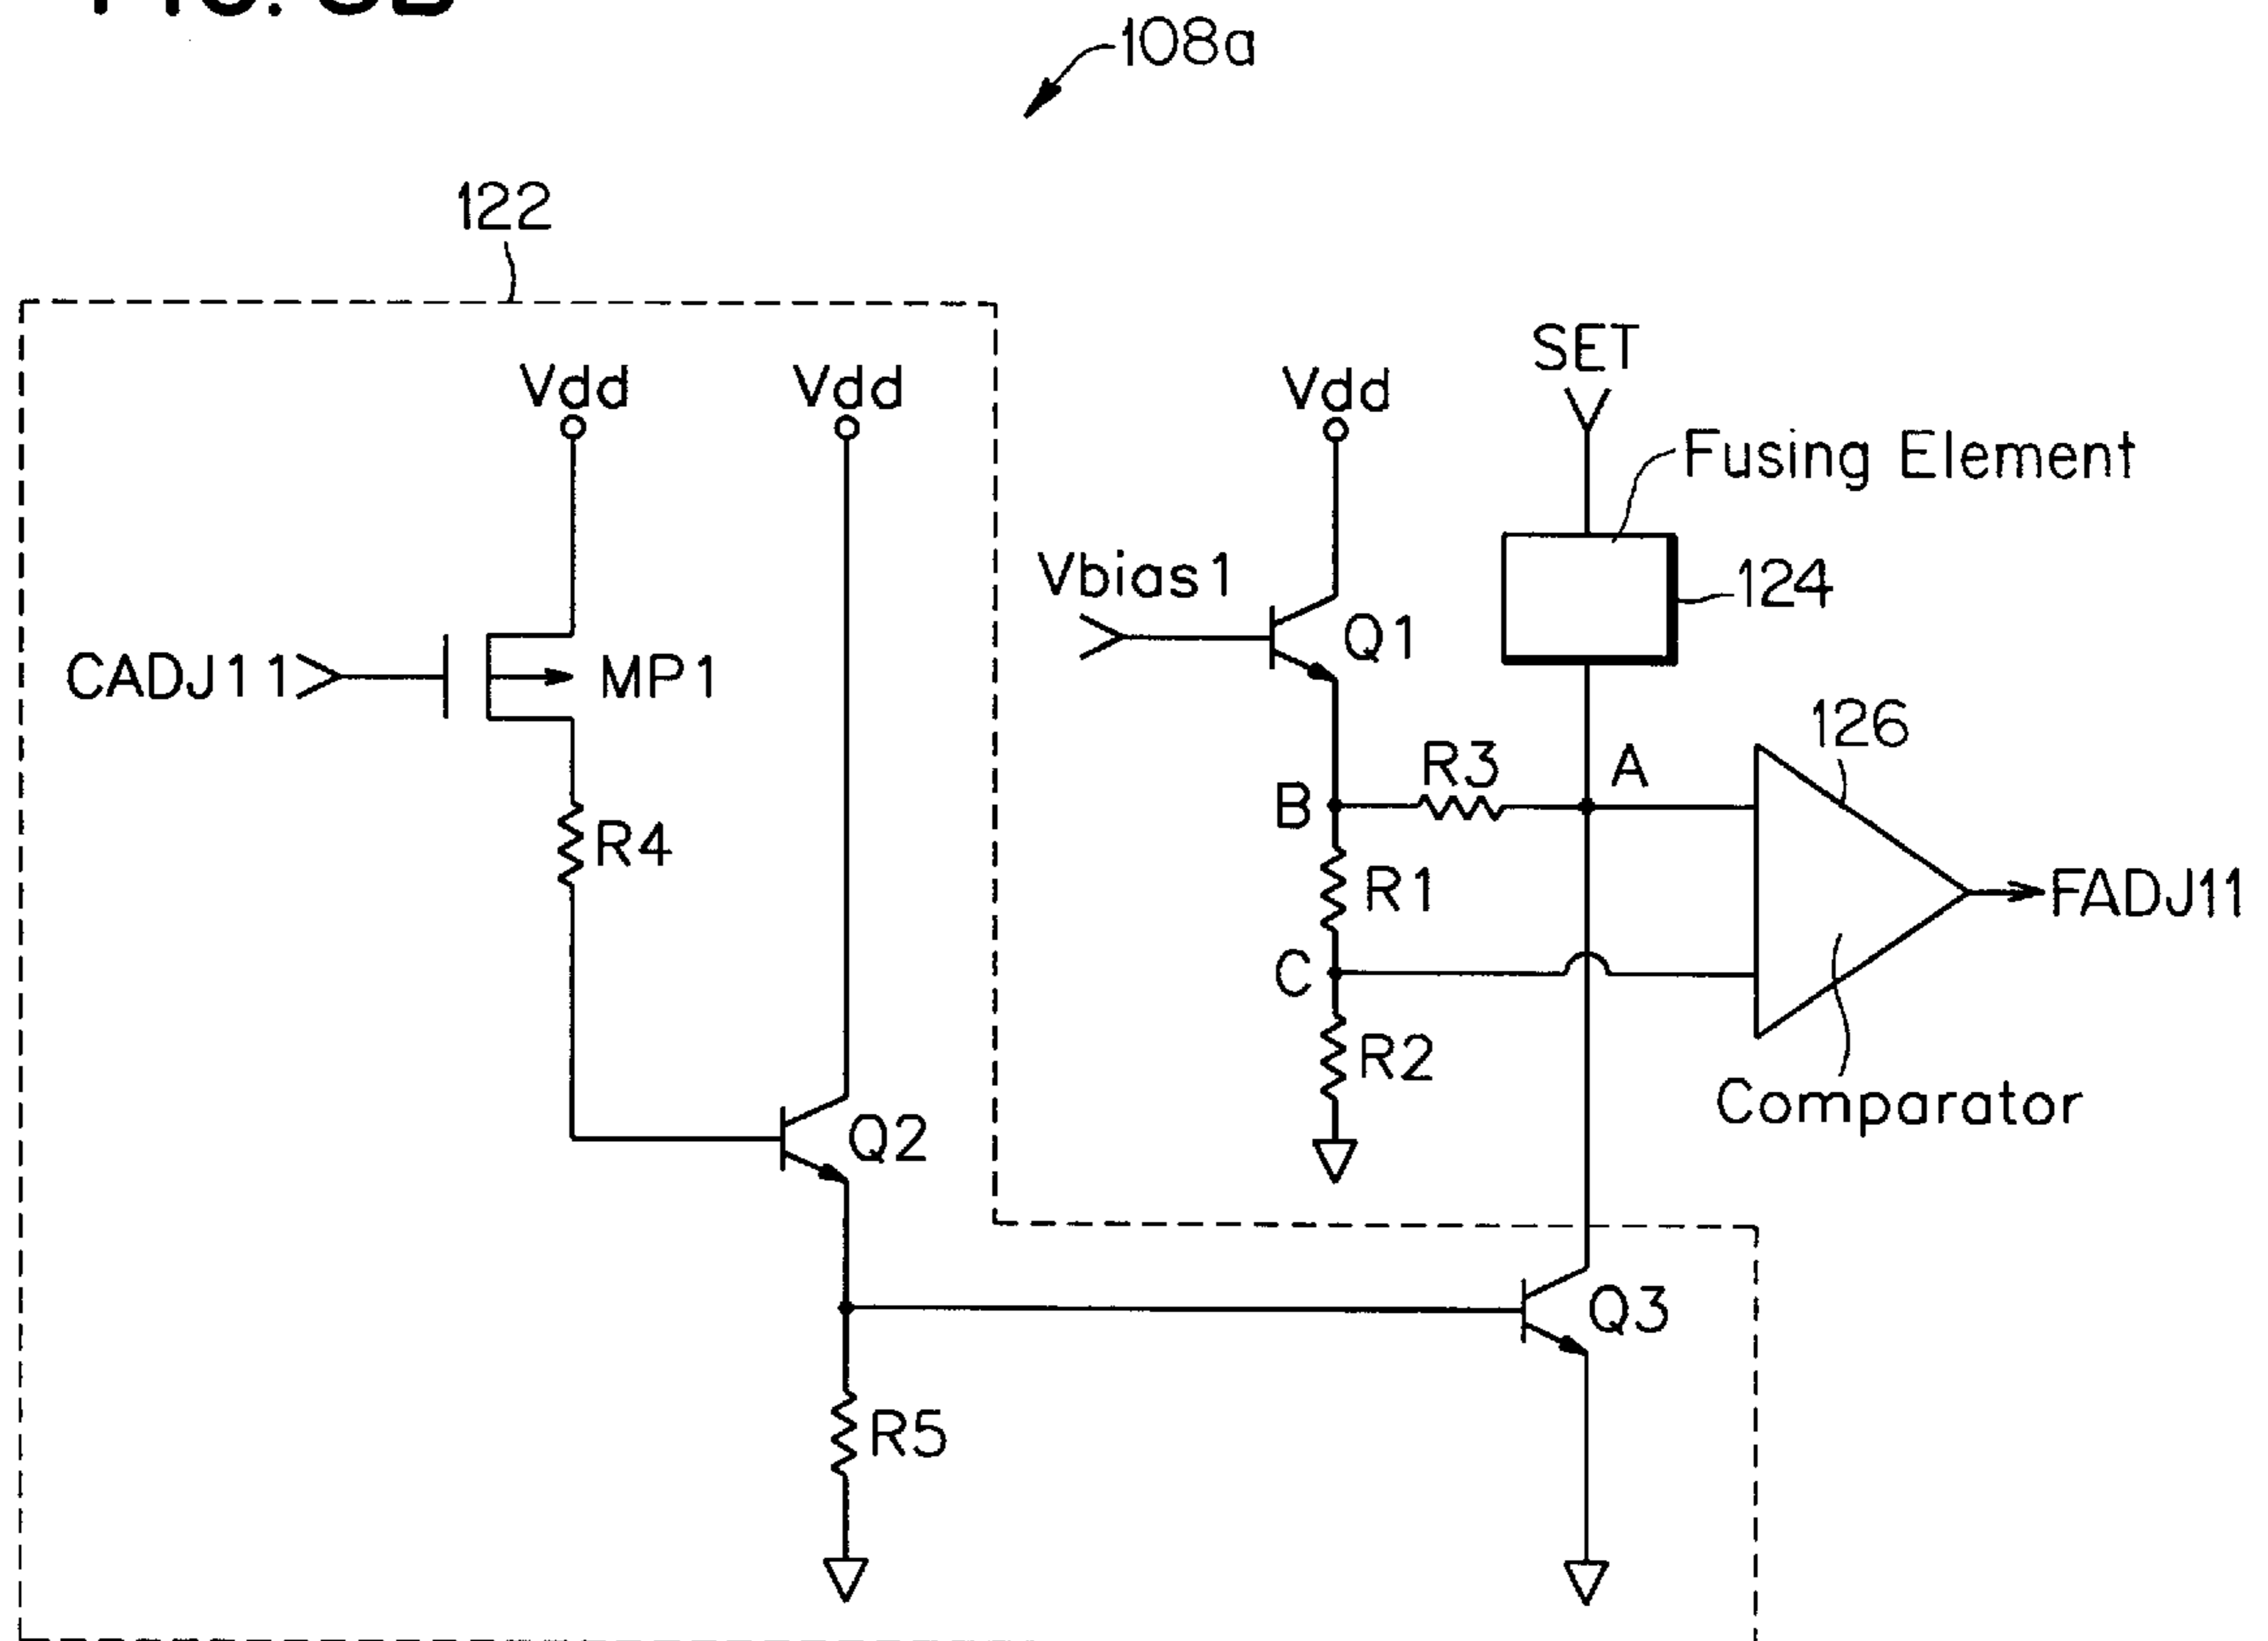 108a
122
Vdd
Vdd
Vdd
SET
Fusing Element
Vbias1
124
Q1
CADJ11
MP1
126
R3
A
B
R4
R1
FADJ11
C
R2
Comparator
Q2
Q3
R5